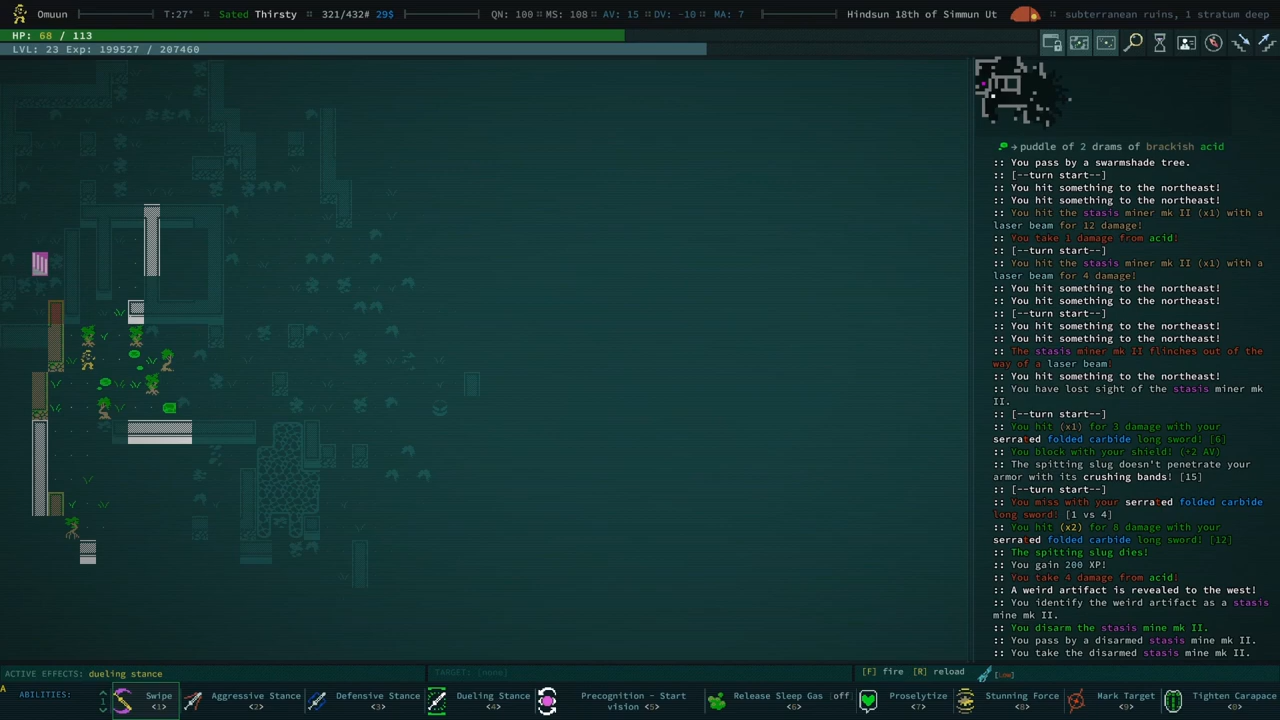 Omuun T:27° :: Sated Thirsty :: 321/432# 29$ QN: 100 :: MS: 108 :: AV: 15 :: DV: -10 :: MA: 7 Hindsun 18th of Simmun Ut :: subterranean ruins, 1 stratum deep
HP: 68 / 113
LVL: 23 Exp: 199527 / 207460
puddle of 2 drams of brackish acid
:: You pass by a swarmshade tree.
:: [--turn start--]
:: You hit something to the northeast!
:: You hit something to the northeast!
:: You hit the stasis miner mk II (x1) with a
laser beam for 12 damage!
:: You take 1 damage from acid!
:: [--turn start--]
:: You hit the stasis miner mk II (x1) with a
laser beam for 4 damage!
:: You hit something to the northeast!
:: You hit something to the northeast!
:: [--turn start--]
:: You hit something to the northeast!
:: You hit something to the northeast!
:: The stasis miner mk II flinches out of the
way of a laser beam!
:: You hit something to the northeast!
:: You have lost sight of the stasis miner mk
II.
:: [--turn start--]
:: You hit (x1) for 3 damage with your
serrated folded carbide long sword! [6]
:: You block with your shield! (+2 AV)
:: The spitting slug doesn't penetrate your
armor with its crushing bands! [15]
:: [--turn start--]
:: You miss with your serrated folded carbide
long sword! [1 vs 4]
:: You hit (x2) for 8 damage with your
serrated folded carbide long sword! [12]
:: The spitting slug dies!
:: You gain 200 XP!
:: You take 4 damage from acid!
:: A weird artifact is revealed to the west!
:: You identify the weird artifact as a stasis
mine mk II.
:: You disarm the stasis mine mk II.
:: You pass by a disarmed stasis mine mk II.
:: You take the disarmed stasis mine mk II.
ACTIVE EFFECTS: dueling stance TARGET: [none] [F] fire [R] reload [LOW]
A ABILITIES: 1 Swipe <1> Aggressive Stance <2> Defensive Stance <3> Dueling Stance <4> Precognition - Start vision <5> Release Sleep Gas [off] <6> Proselytize <7> Stunning Force <8> Mark Target <9> Tighten Carapace <0>